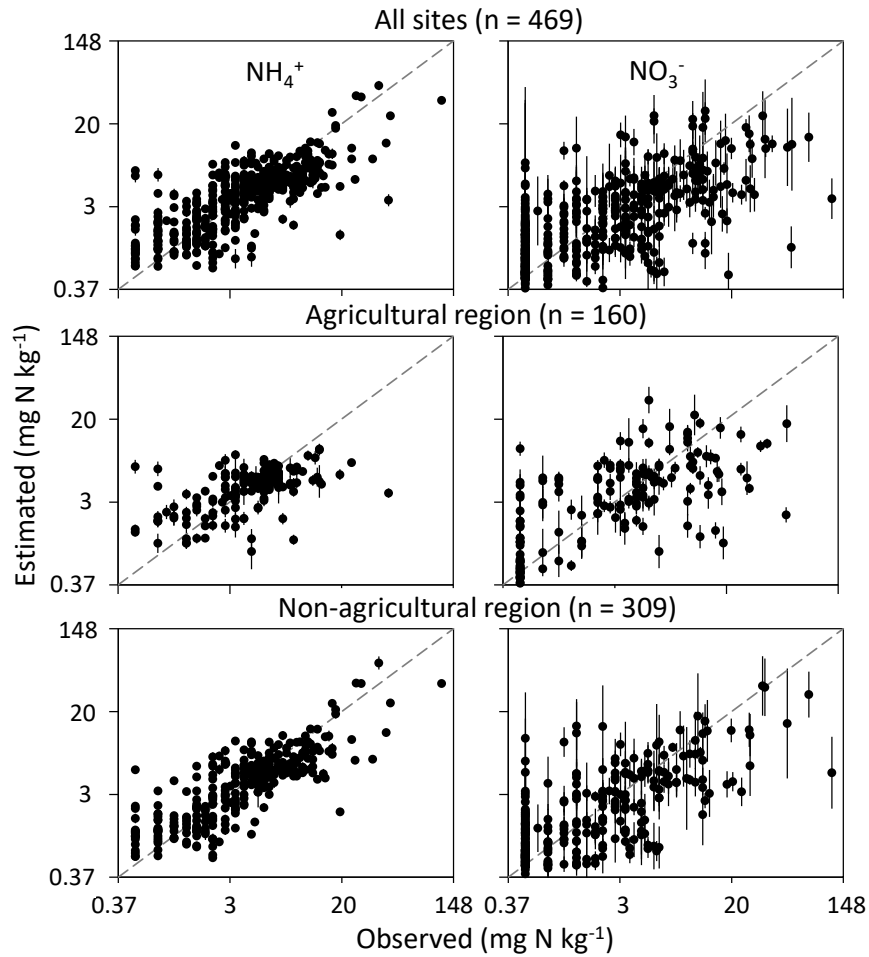 All sites (n = 469)
148
20
3
0.37
NH₄⁺
NO₃⁻
Agricultural region (n = 160)
148
20
3
0.37
Estimated (mg N kg⁻¹)
Non-agricultural region (n = 309)
148
20
3
0.37
0.37 3 20 148 0.37 3 20 148
Observed (mg N kg⁻¹)